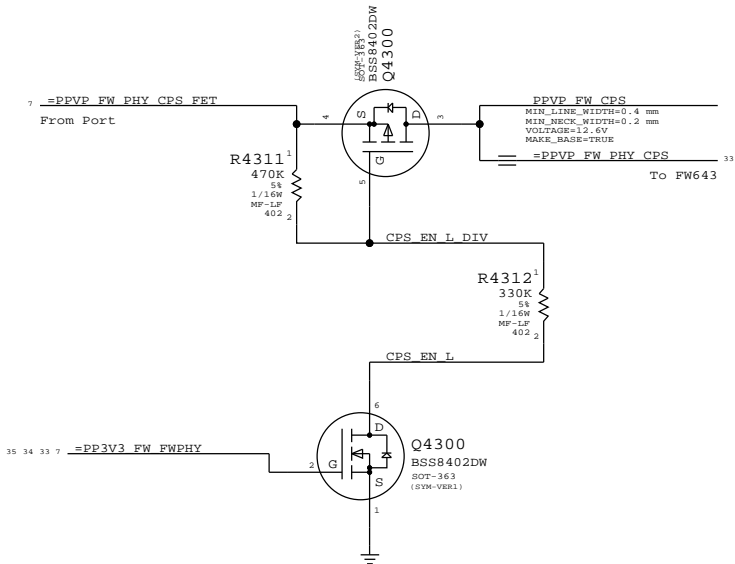 (SYM-VER2)
SOT-363
BSS8402DW
Q4300
7 =PPVP_FW_PHY_CPS_FET
From Port
4 S D 3
G
5
PPVP_FW_CPS
MIN_LINE_WIDTH=0.4 mm
MIN_NECK_WIDTH=0.2 mm
VOLTAGE=12.6V
MAKE_BASE=TRUE
=PPVP_FW_PHY_CPS 33
To FW643
R4311 1
470K
5%
1/16W
MF-LF
402 2
CPS_EN_L_DIV
R4312 1
330K
5%
1/16W
MF-LF
402 2
CPS_EN_L
6
D
35 34 33 7 =PP3V3_FW_FWPHY
2 G
S
1
Q4300
BSS8402DW
SOT-363
(SYM-VER1)